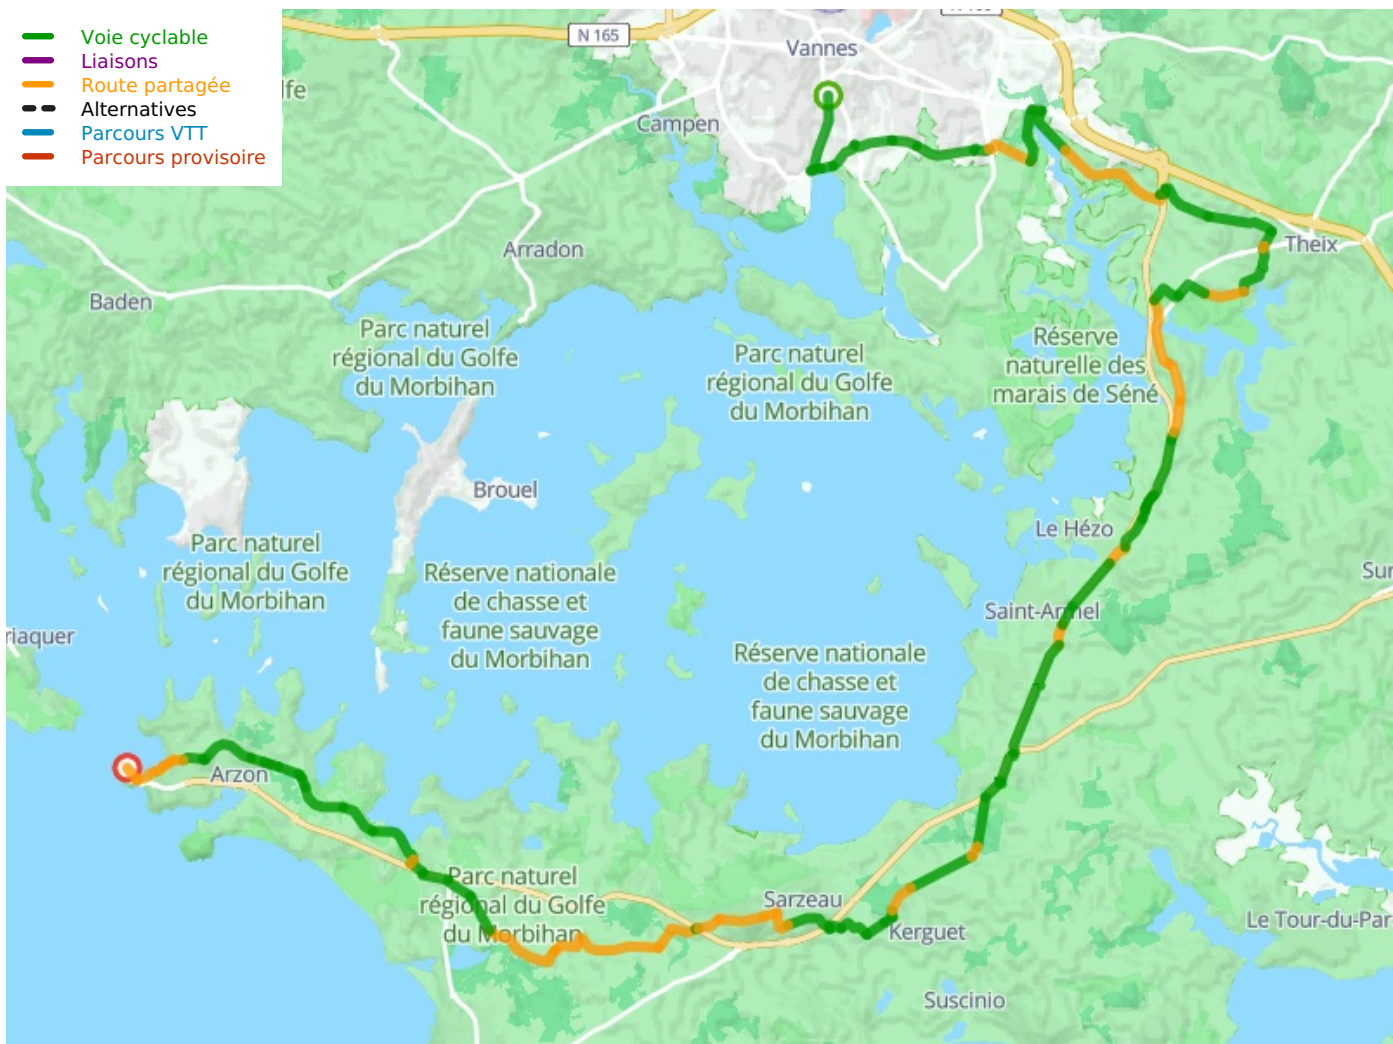 Voie cyclable
Liaisons
Route partagée
Alternatives
Parcours VTT
Parcours provisoire
lfe
N 165
Vannes
Campen
Arradon
Theix
Baden
Parc naturel
régional du Golfe
du Morbihan
Parc naturel
régional du Golfe
du Morbihan
Réserve
naturelle des
marais de Séné
Brouel
Le Hézo
Parc naturel
régional du Golfe
du Morbihan
Réserve nationale
de chasse et
faune sauvage
du Morbihan
Sur
Saint-Armel
riaquer
Réserve nationale
de chasse et
faune sauvage
du Morbihan
Arzon
Parc naturel
régional du Golfe
du Morbihan
Sarzeau
Kerguet
Le Tour-du-Par
Suscinio